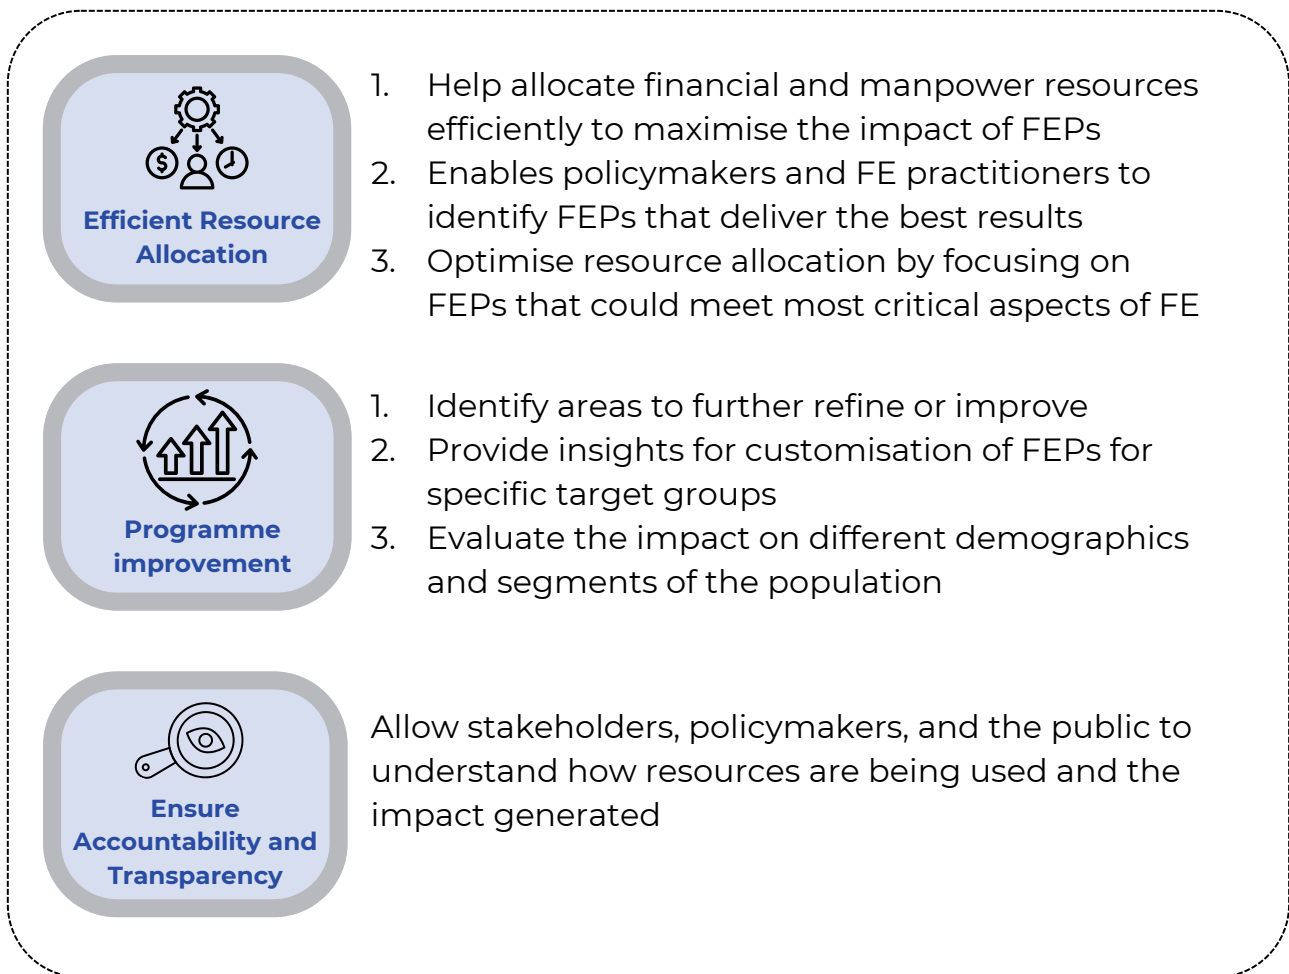 Efficient Resource
Allocation
1. Help allocate financial and manpower resources
efficiently to maximise the impact of FEPs
2. Enables policymakers and FE practitioners to
identify FEPs that deliver the best results
3. Optimise resource allocation by focusing on
FEPs that could meet most critical aspects of FE
Programme
improvement
1. Identify areas to further refine or improve
2. Provide insights for customisation of FEPs for
specific target groups
3. Evaluate the impact on different demographics
and segments of the population
Ensure
Accountability and
Transparency
Allow stakeholders, policymakers, and the public to
understand how resources are being used and the
impact generated